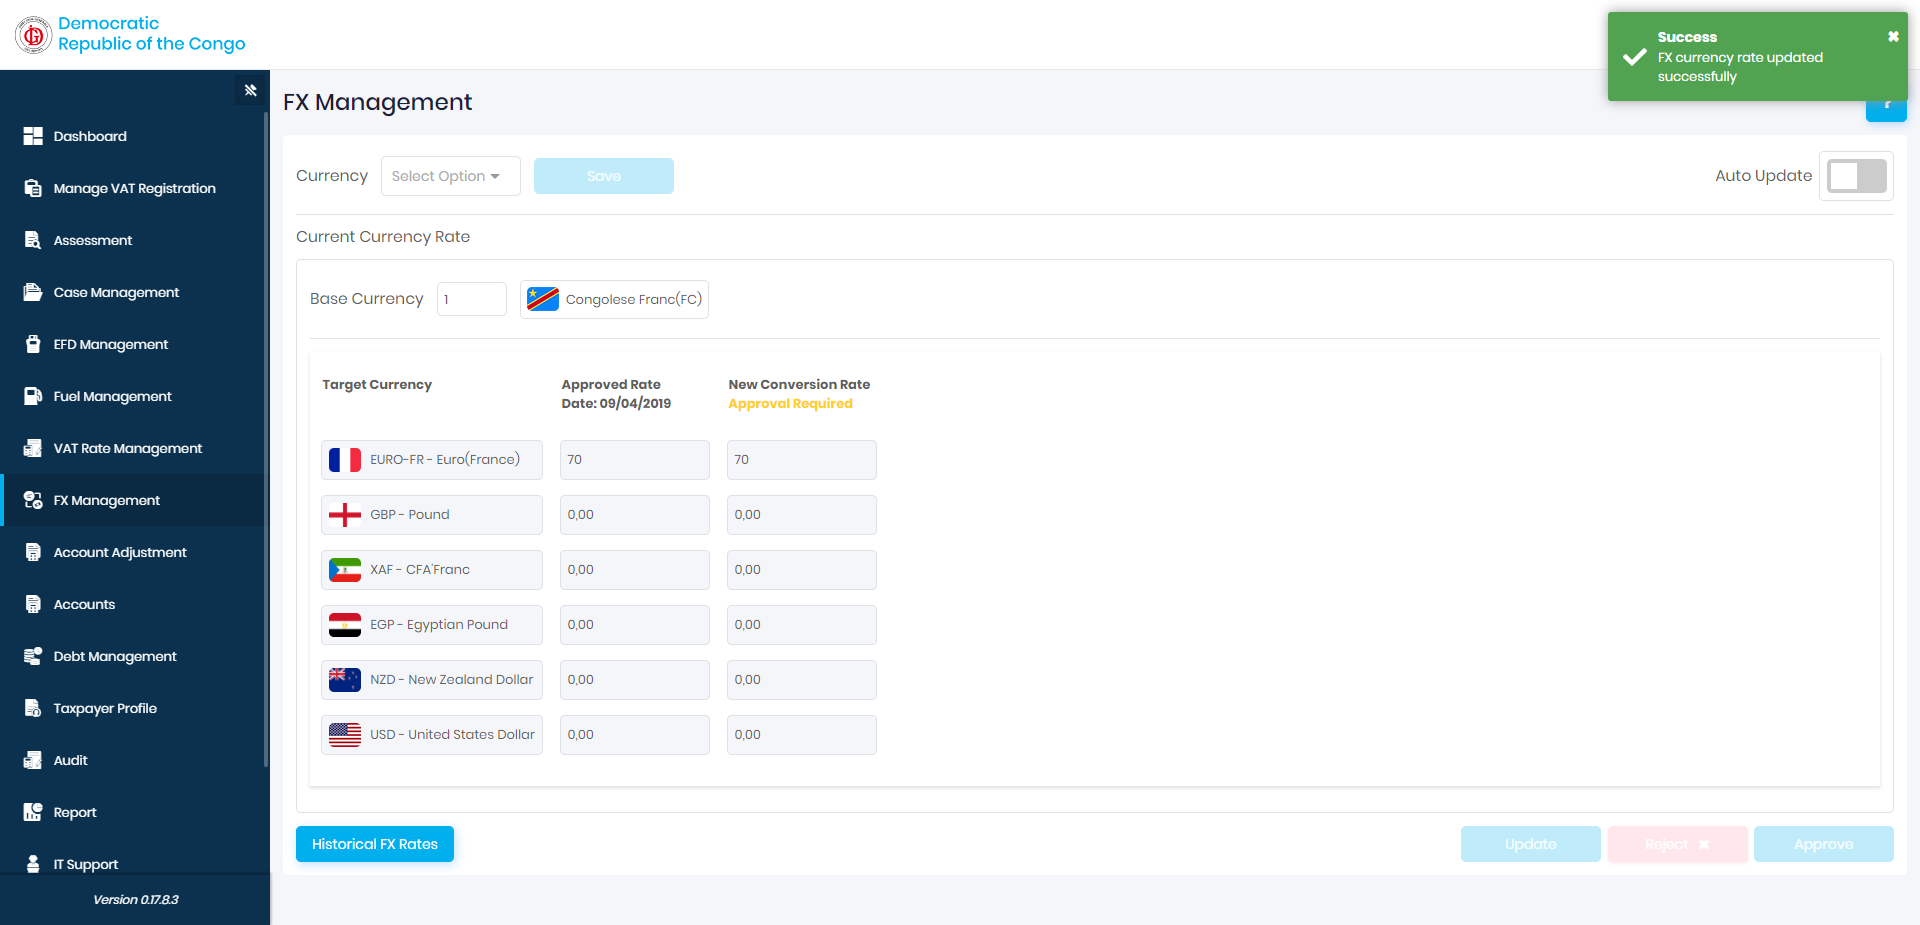 Democratic
Republic of the Congo
Success
FX currency rate updated
successfully
FX Management
?
Dashboard
Manage VAT Registration
Assessment
Case Management
EFD Management
Fuel Management
VAT Rate Management
FX Management
Account Adjustment
Accounts
Debt Management
Taxpayer Profile
Audit
Report
IT Support
Version 0.17.8.3
Currency
Select Option
Save
Auto Update
Current Currency Rate
Base Currency
1
Congolese Franc(FC)
Target Currency
Approved Rate
Date: 09/04/2019
New Conversion Rate
Approval Required
EURO-FR - Euro(France)
70
70
GBP - Pound
0,00
0,00
XAF - CFA'Franc
0,00
0,00
EGP - Egyptian Pound
0,00
0,00
NZD - New Zealand Dollar
0,00
0,00
USD - United States Dollar
0,00
0,00
Historical FX Rates
Update
Reject
Approve